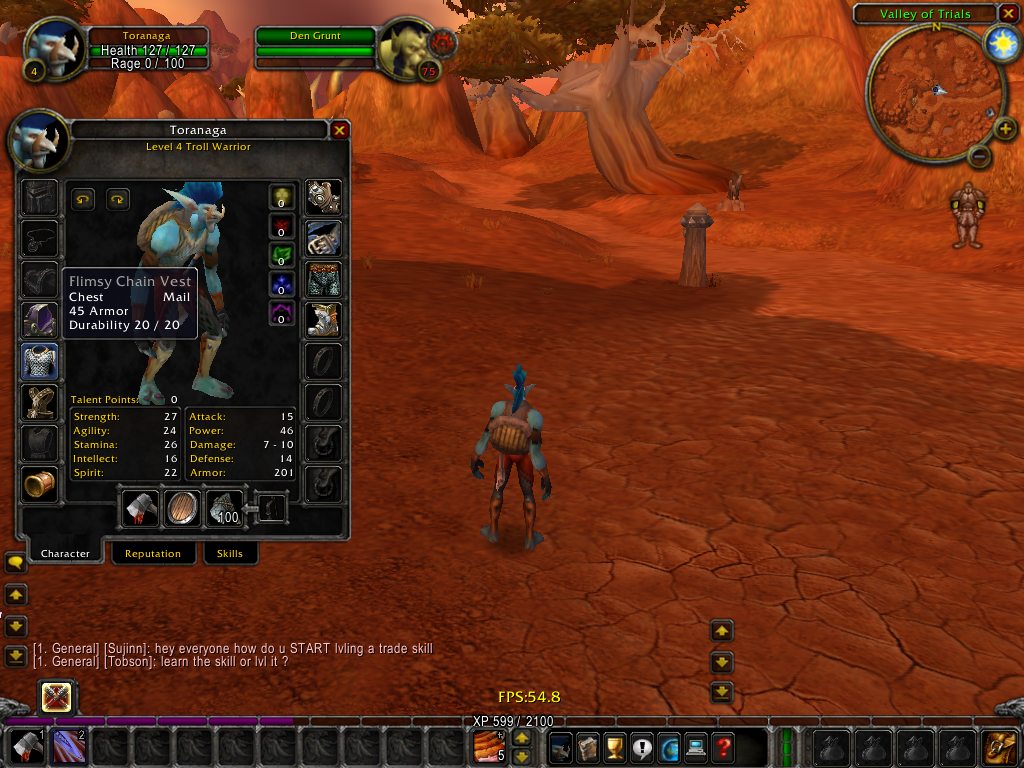 Toranaga
Health 127 / 127
Rage 0 / 100
4
Den Grunt
75
Valley of Trials
N
Toranaga
Level 4 Troll Warrior
0
0
0
0
0
Flimsy Chain Vest
Chest Mail
45 Armor
Durability 20 / 20
Talent Points: 0
Strength: 27
Agility: 24
Stamina: 26
Intellect: 16
Spirit: 22
Attack: 15
Power: 46
Damage: 7 - 10
Defense: 14
Armor: 201
100
Character
Reputation
Skills
[1. General] [Sujinn]: hey everyone how do u START lvling a trade skill
[1. General] [Tobson]: learn the skill or lvl it ?
FPS:54.8
XP 599 / 2100
1
2
5